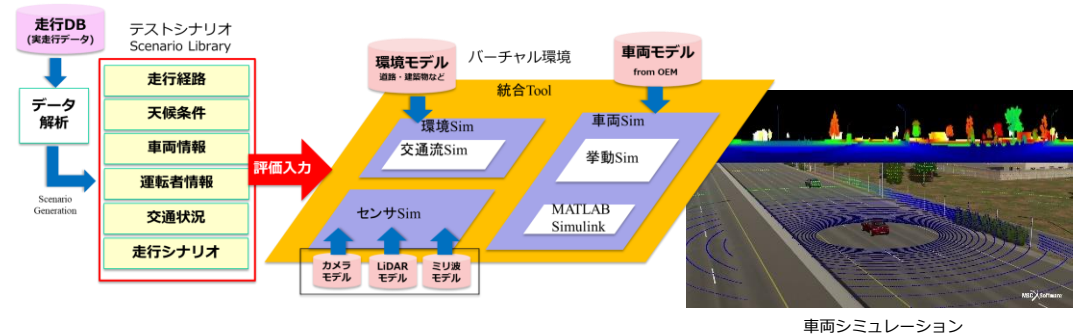 走行DB
(実走行データ)
データ
解析
Scenario
Generation
テストシナリオ
Scenario Library
走行経路
天候条件
車両情報
運転者情報
交通状況
走行シナリオ
評価入力
環境モデル
道路・建築物など
バーチャル環境
車両モデル
from OEM
統合Tool
環境Sim
交通流Sim
車両Sim
挙動Sim
MATLAB
Simulink
センサSim
カメラ
モデル
LiDAR
モデル
ミリ波
モデル
MSC Software
車両シミュレーション